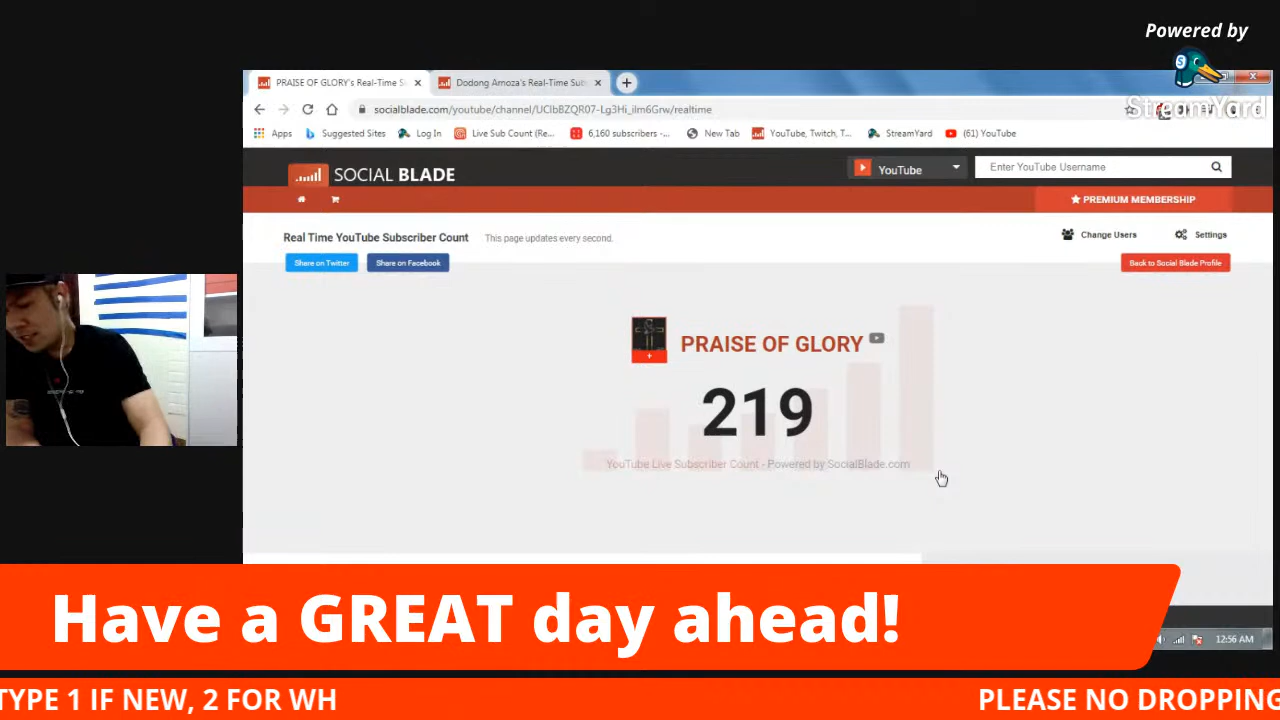 Powered by
StreamYard
PRAISE OF GLORY's Real-Time S
Dodong Amoza's Real-Time Sub
socialblade.com/youtube/channel/UClbBZQR07-Lg3Hi_ilm6Grw/realtime
Apps Suggested Sites Log In Live Sub Count (Re... 6,160 subscribers -... New Tab YouTube, Twitch, T... StreamYard (61) YouTube
SOCIAL BLADE
YouTube
Enter YouTube Username
PREMIUM MEMBERSHIP
Real Time YouTube Subscriber Count This page updates every second.
Change Users Settings
Share on Twitter Share on Facebook
Back to Social Blade Profile
PRAISE OF GLORY
219
YouTube Live Subscriber Count - Powered by SocialBlade.com
Have a GREAT day ahead!
12:56 AM
TYPE 1 IF NEW, 2 FOR WH
PLEASE NO DROPPING